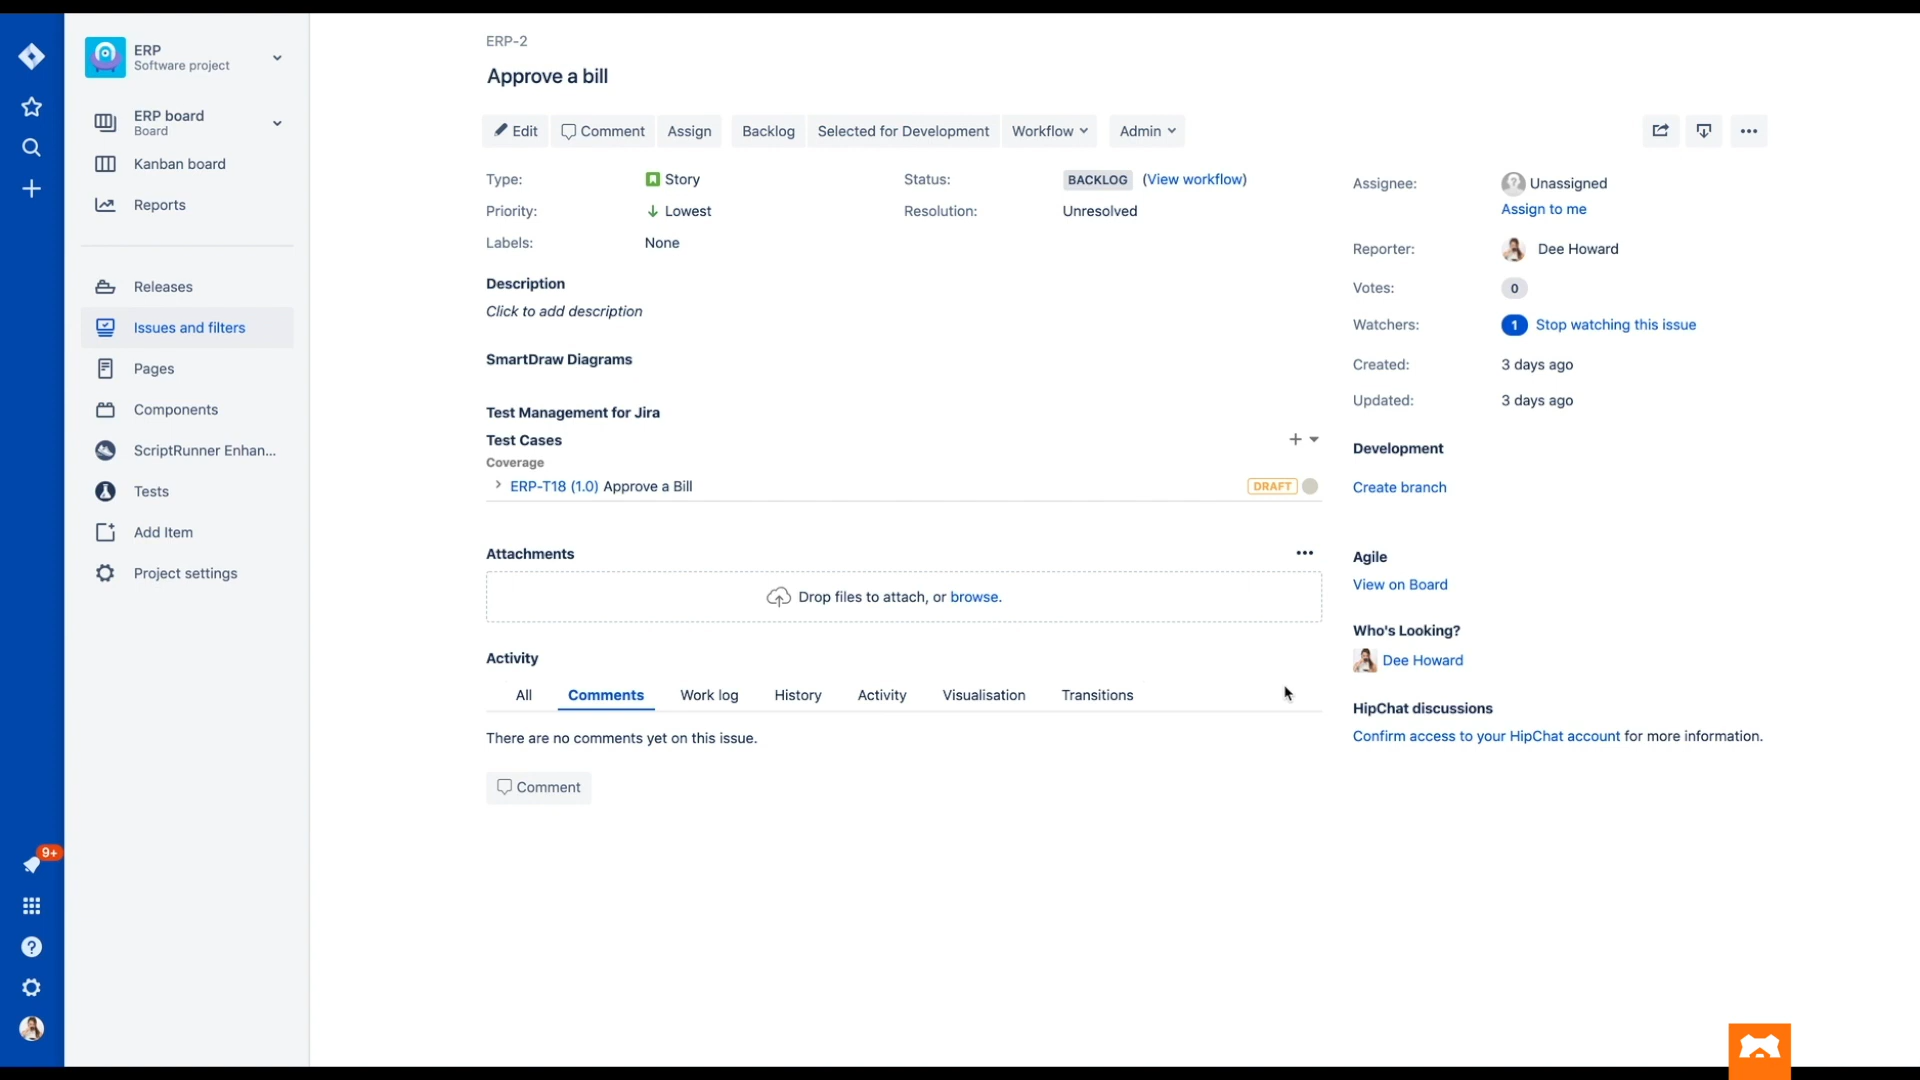 ERP
Software project
ERP board
Board
Kanban board
Reports
Releases
Issues and filters
Pages
Components
ScriptRunner Enhan...
Tests
Add Item
Project settings
9+
ERP-2
Approve a bill
Edit Comment Assign Backlog Selected for Development Workflow Admin
Type: Story
Priority: Lowest
Labels: None
Status: BACKLOG (View workflow)
Resolution: Unresolved
Description
Click to add description
SmartDraw Diagrams
Test Management for Jira
Test Cases
Coverage
ERP-T18 (1.0) Approve a Bill DRAFT
Attachments
Drop files to attach, or browse.
Activity
All Comments Work log History Activity Visualisation Transitions
There are no comments yet on this issue.
Comment
Assignee: Unassigned
Assign to me
Reporter: Dee Howard
Votes: 0
Watchers: 1 Stop watching this issue
Created: 3 days ago
Updated: 3 days ago
Development
Create branch
Agile
View on Board
Who's Looking?
Dee Howard
HipChat discussions
Confirm access to your HipChat account for more information.